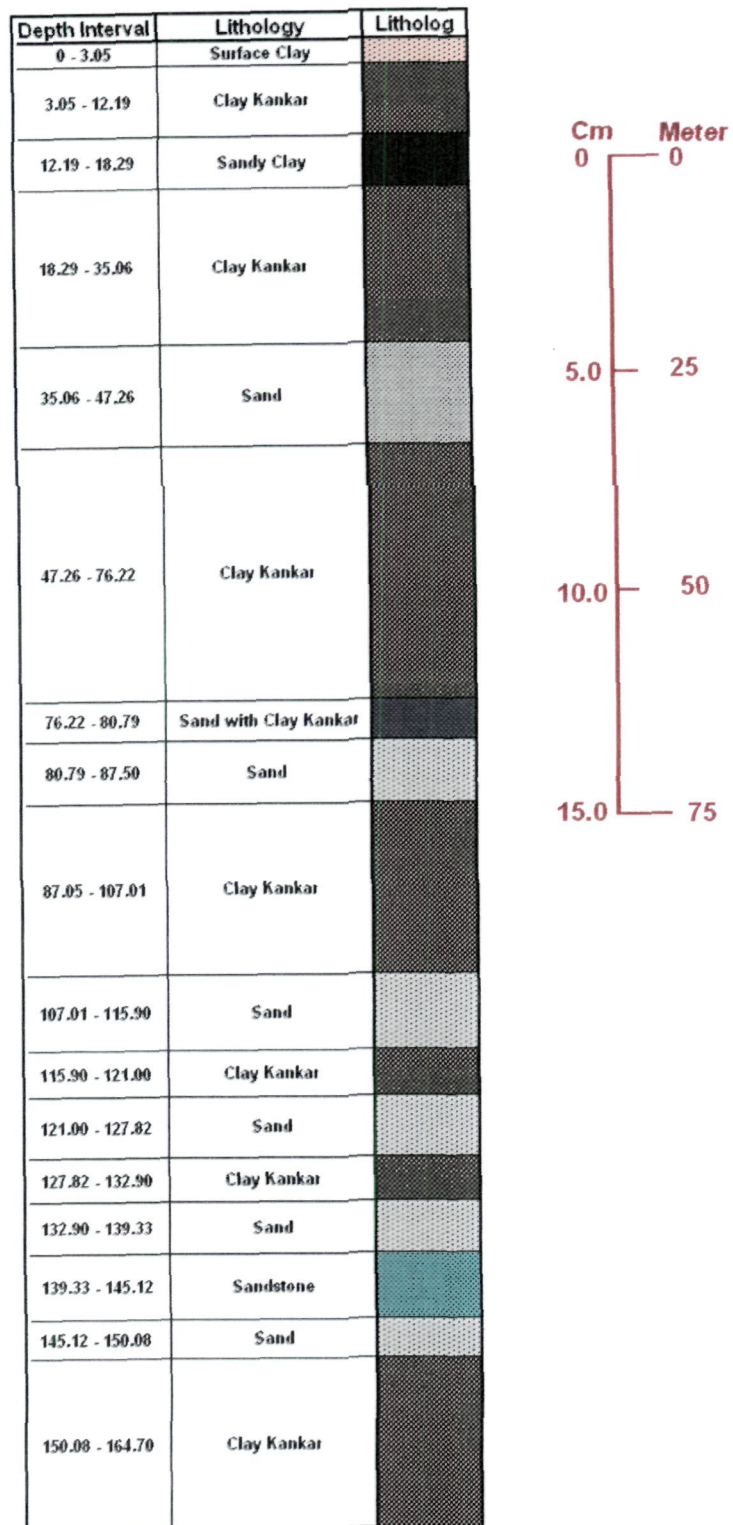 Depth Interval Lithology Litholog
0 - 3.05 Surface Clay
3.05 - 12.19 Clay Kankar
12.19 - 18.29 Sandy Clay
18.29 - 35.06 Clay Kankar
35.06 - 47.26 Sand
47.26 - 76.22 Clay Kankar
76.22 - 80.79 Sand with Clay Kankar
80.79 - 87.50 Sand
87.05 - 107.01 Clay Kankar
107.01 - 115.90 Sand
115.90 - 121.00 Clay Kankar
121.00 - 127.82 Sand
127.82 - 132.90 Clay Kankar
132.90 - 139.33 Sand
139.33 - 145.12 Sandstone
145.12 - 150.08 Sand
150.08 - 164.70 Clay Kankar
Cm Meter
0 0
5.0 25
10.0 50
15.0 75